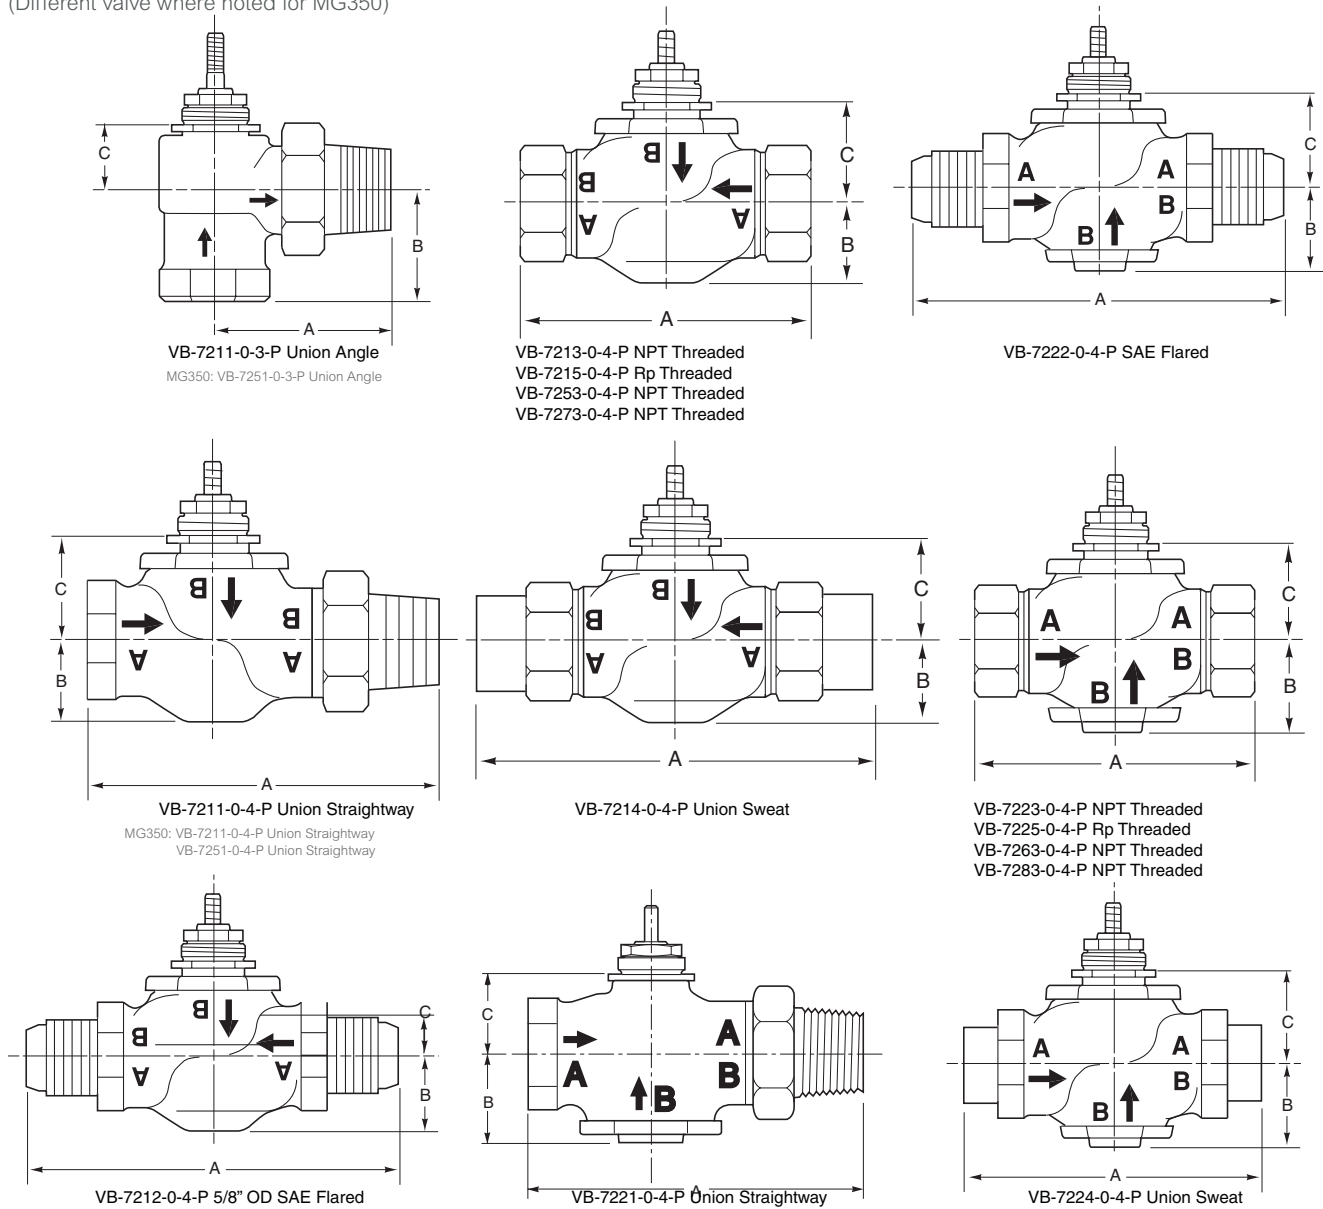 (Different valve where noted for MG350)
C
B
A
VB-7211-0-3-P Union Angle
MG350: VB-7251-0-3-P Union Angle
B
B
A
A
C
B
A
VB-7213-0-4-P NPT Threaded
VB-7215-0-4-P Rp Threaded
VB-7253-0-4-P NPT Threaded
VB-7273-0-4-P NPT Threaded
A
A
B
B
C
B
A
VB-7222-0-4-P SAE Flared
C
B
B
B
A
A
A
VB-7211-0-4-P Union Straightway
MG350: VB-7211-0-4-P Union Straightway
VB-7251-0-4-P Union Straightway
B
B
A
A
C
B
A
VB-7214-0-4-P Union Sweat
A
A
B
B
C
B
A
VB-7223-0-4-P NPT Threaded
VB-7225-0-4-P Rp Threaded
VB-7263-0-4-P NPT Threaded
VB-7283-0-4-P NPT Threaded
B
B
A
A
C
B
A
VB-7212-0-4-P 5/8” OD SAE Flared
C
B
A
A
B
B
A
VB-7221-0-4-P Union Straightway
A
A
B
B
C
B
A
VB-7224-0-4-P Union Sweat